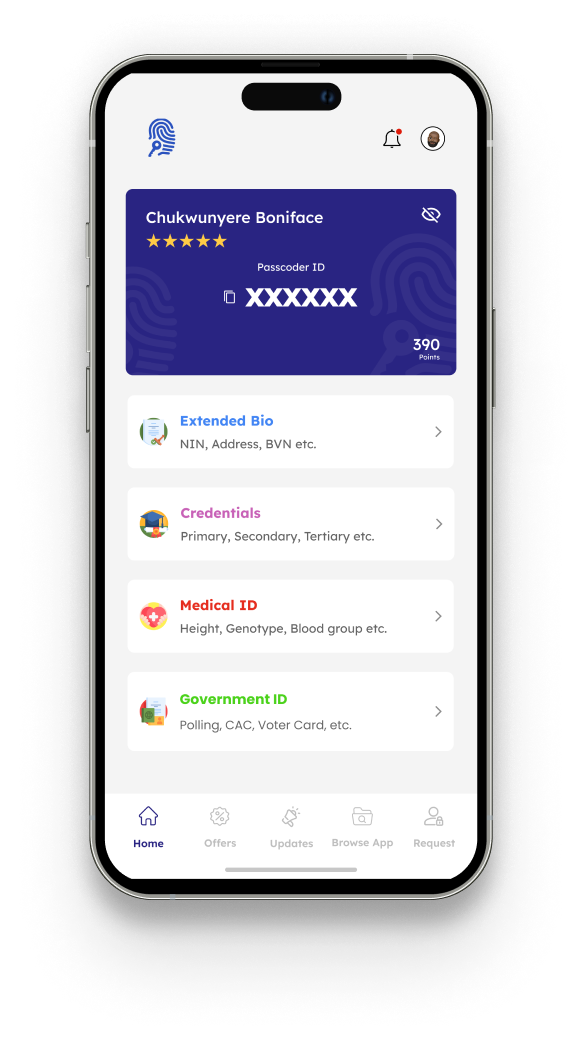 Chukwunyere Boniface
Passcoder ID
XXXXXX
390
Points
Extended Bio
NIN, Address, BVN etc.
Credentials
Primary, Secondary, Tertiary etc.
Medical ID
Height, Genotype, Blood group etc.
Government ID
Polling, CAC, Voter Card, etc.
Home Offers Updates Browse App Request